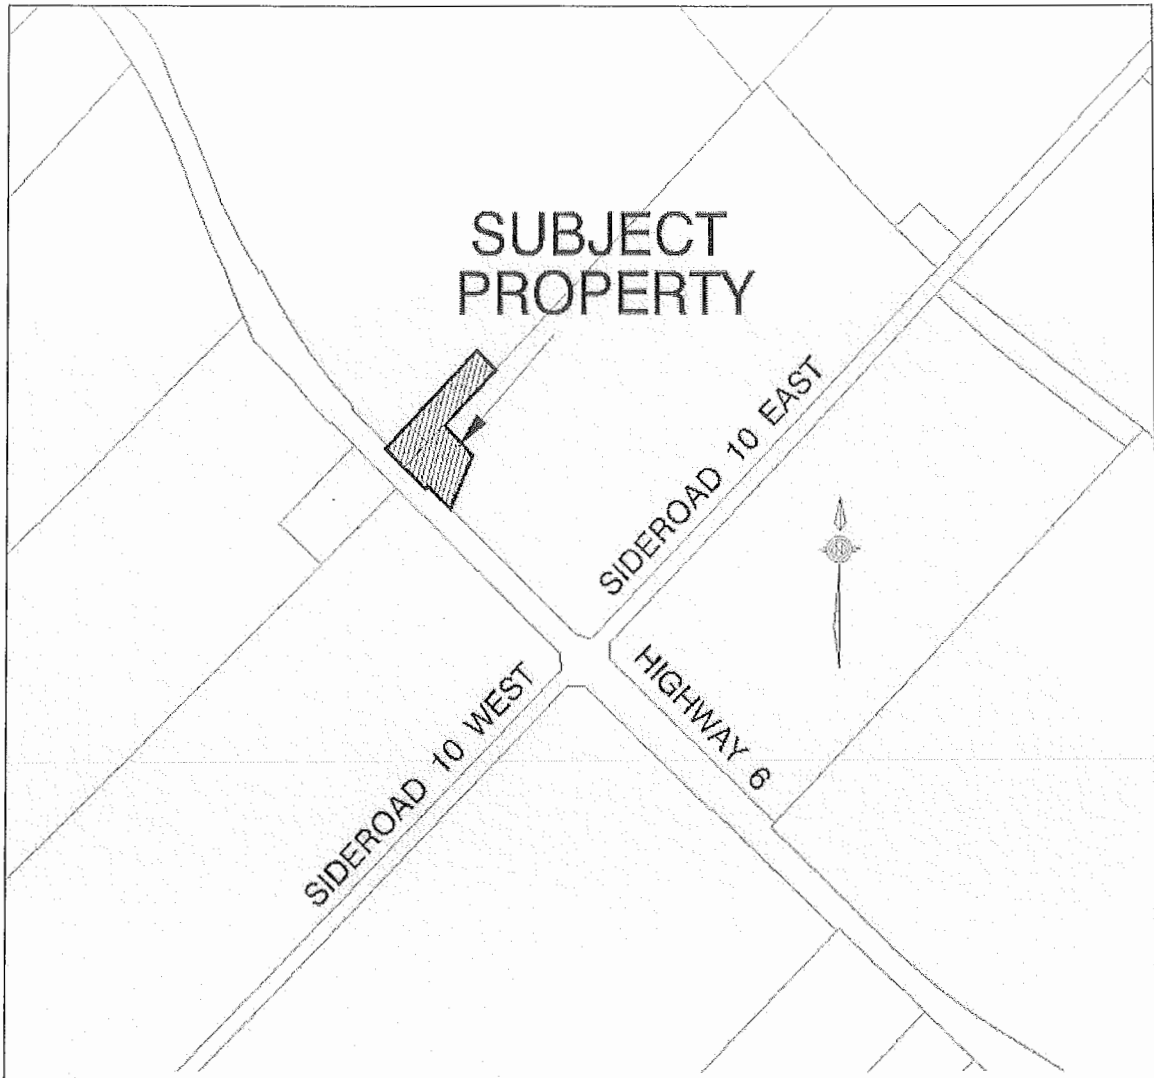 SUBJECT
PROPERTY
SIDEROAD 10 EAST
N
HIGHWAY 6
SIDEROAD 10 WEST